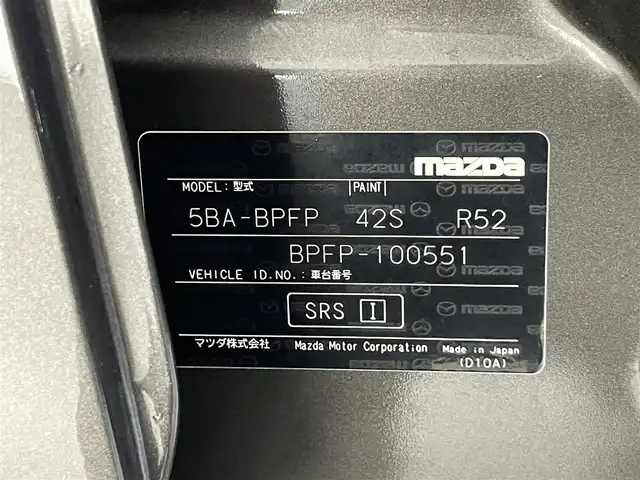 mazda
MODEL:型式 PAINT
5BA-BPFP 42S R52
BPFP-100551
VEHICLE ID.NO.:車台番号
SRS I
マツダ株式会社 Mazda Motor Corporation Made in Japan
(D10A)